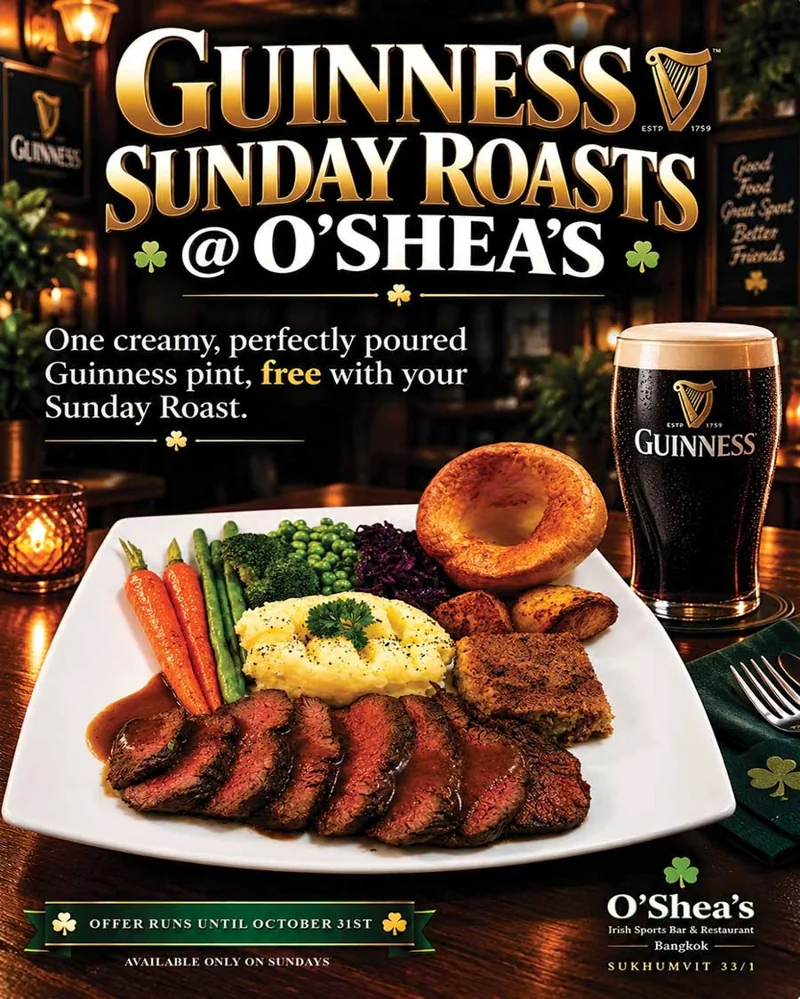 GUINNESS
™
ESTD 1759
SUNDAY ROASTS
@ O'SHEA'S
GUINNESS
Good
Food
Great Spent
Better
Friends
One creamy, perfectly poured
Guinness pint, free with your
Sunday Roast.
ESTD 1759
GUINNESS
OFFER RUNS UNTIL OCTOBER 31ST
AVAILABLE ONLY ON SUNDAYS
O'Shea's
Irish Sports Bar & Restaurant
Bangkok
SUKHUMVIT 33/1